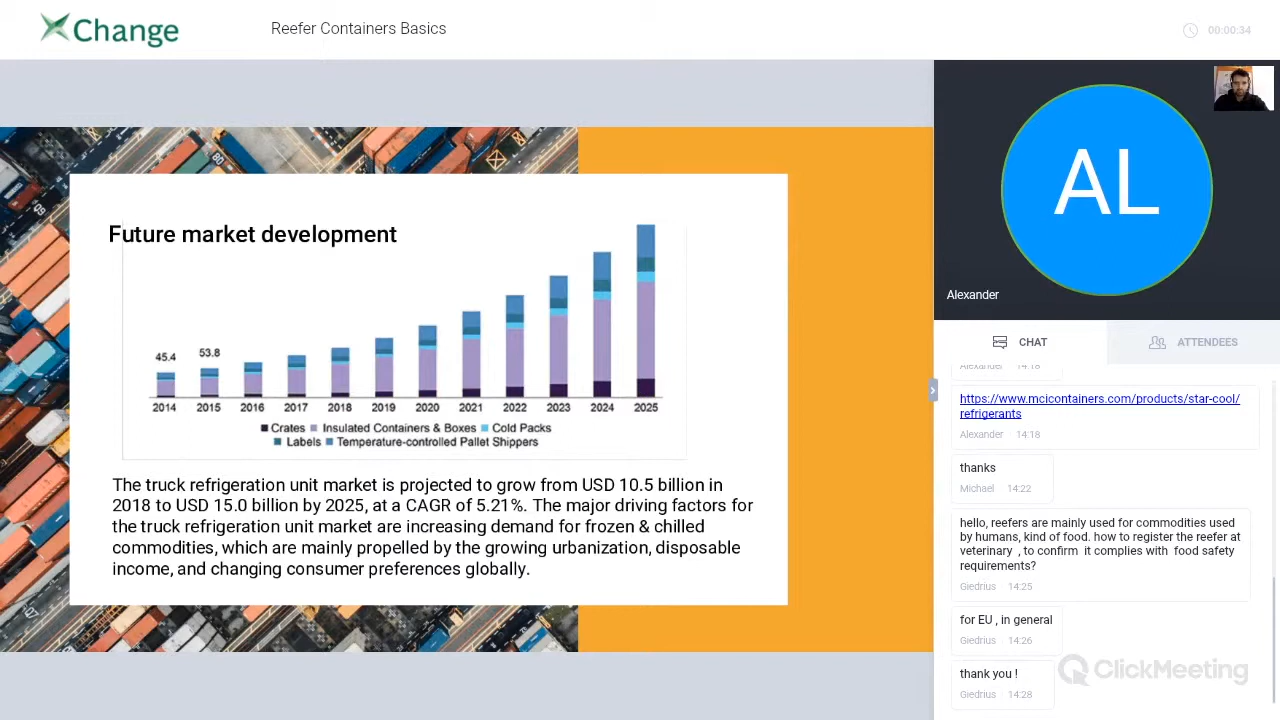 xChange
Reefer Containers Basics
00:00:34
Future market development
45.4
53.8
2014 2015 2016 2017 2018 2019 2020 2021 2022 2023 2024 2025
Crates Insulated Containers & Boxes Cold Packs
Labels Temperature-controlled Pallet Shippers
The truck refrigeration unit market is projected to grow from USD 10.5 billion in
2018 to USD 15.0 billion by 2025, at a CAGR of 5.21%. The major driving factors for
the truck refrigeration unit market are increasing demand for frozen & chilled
commodities, which are mainly propelled by the growing urbanization, disposable
income, and changing consumer preferences globally.
AL
Alexander
CHAT
ATTENDEES
Alexander 14:18
https://www.mcicontainers.com/products/star-cool/
refrigerants
Alexander 14:18
thanks
Michael 14:22
hello, reefers are mainly used for commodities used
by humans, kind of food. how to register the reefer at
veterinary , to confirm it complies with food safety
requirements?
Giedrius 14:25
for EU , in general
Giedrius 14:26
thank you !
Giedrius 14:28
ClickMeeting